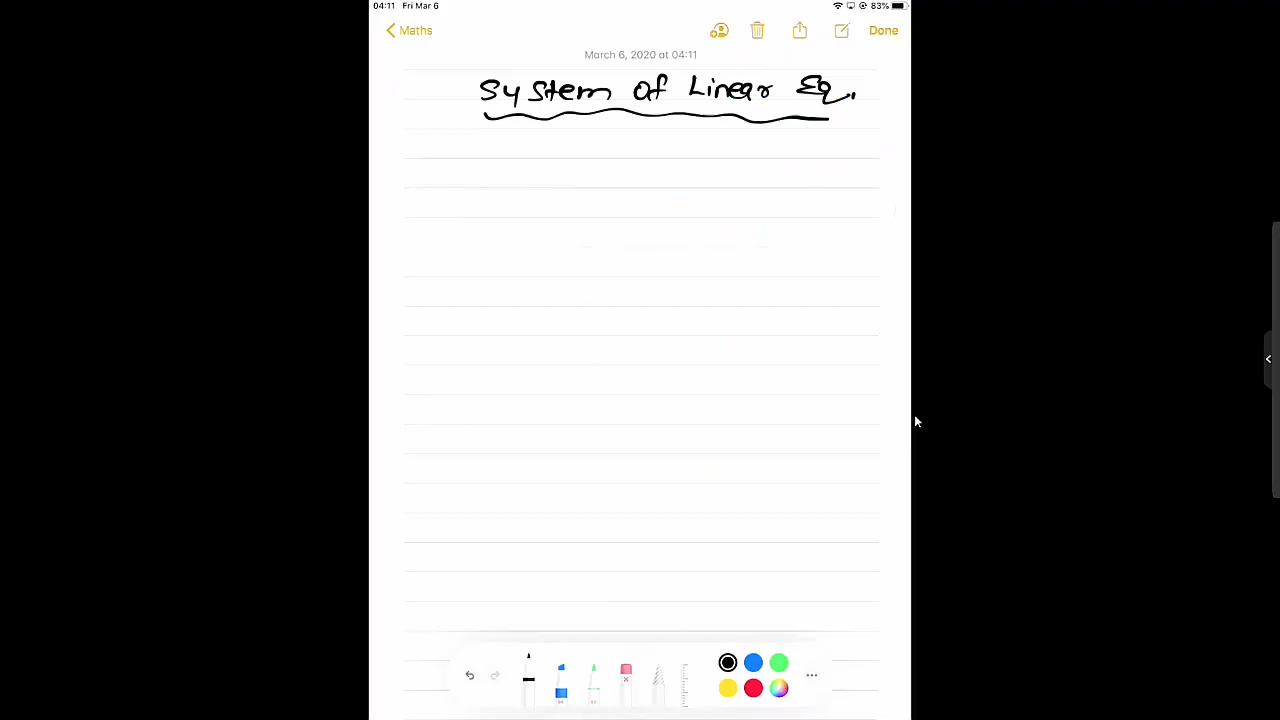 04:11 Fri Mar 6 83%
Maths Done
March 6, 2020 at 04:11
System of Linear Eq.